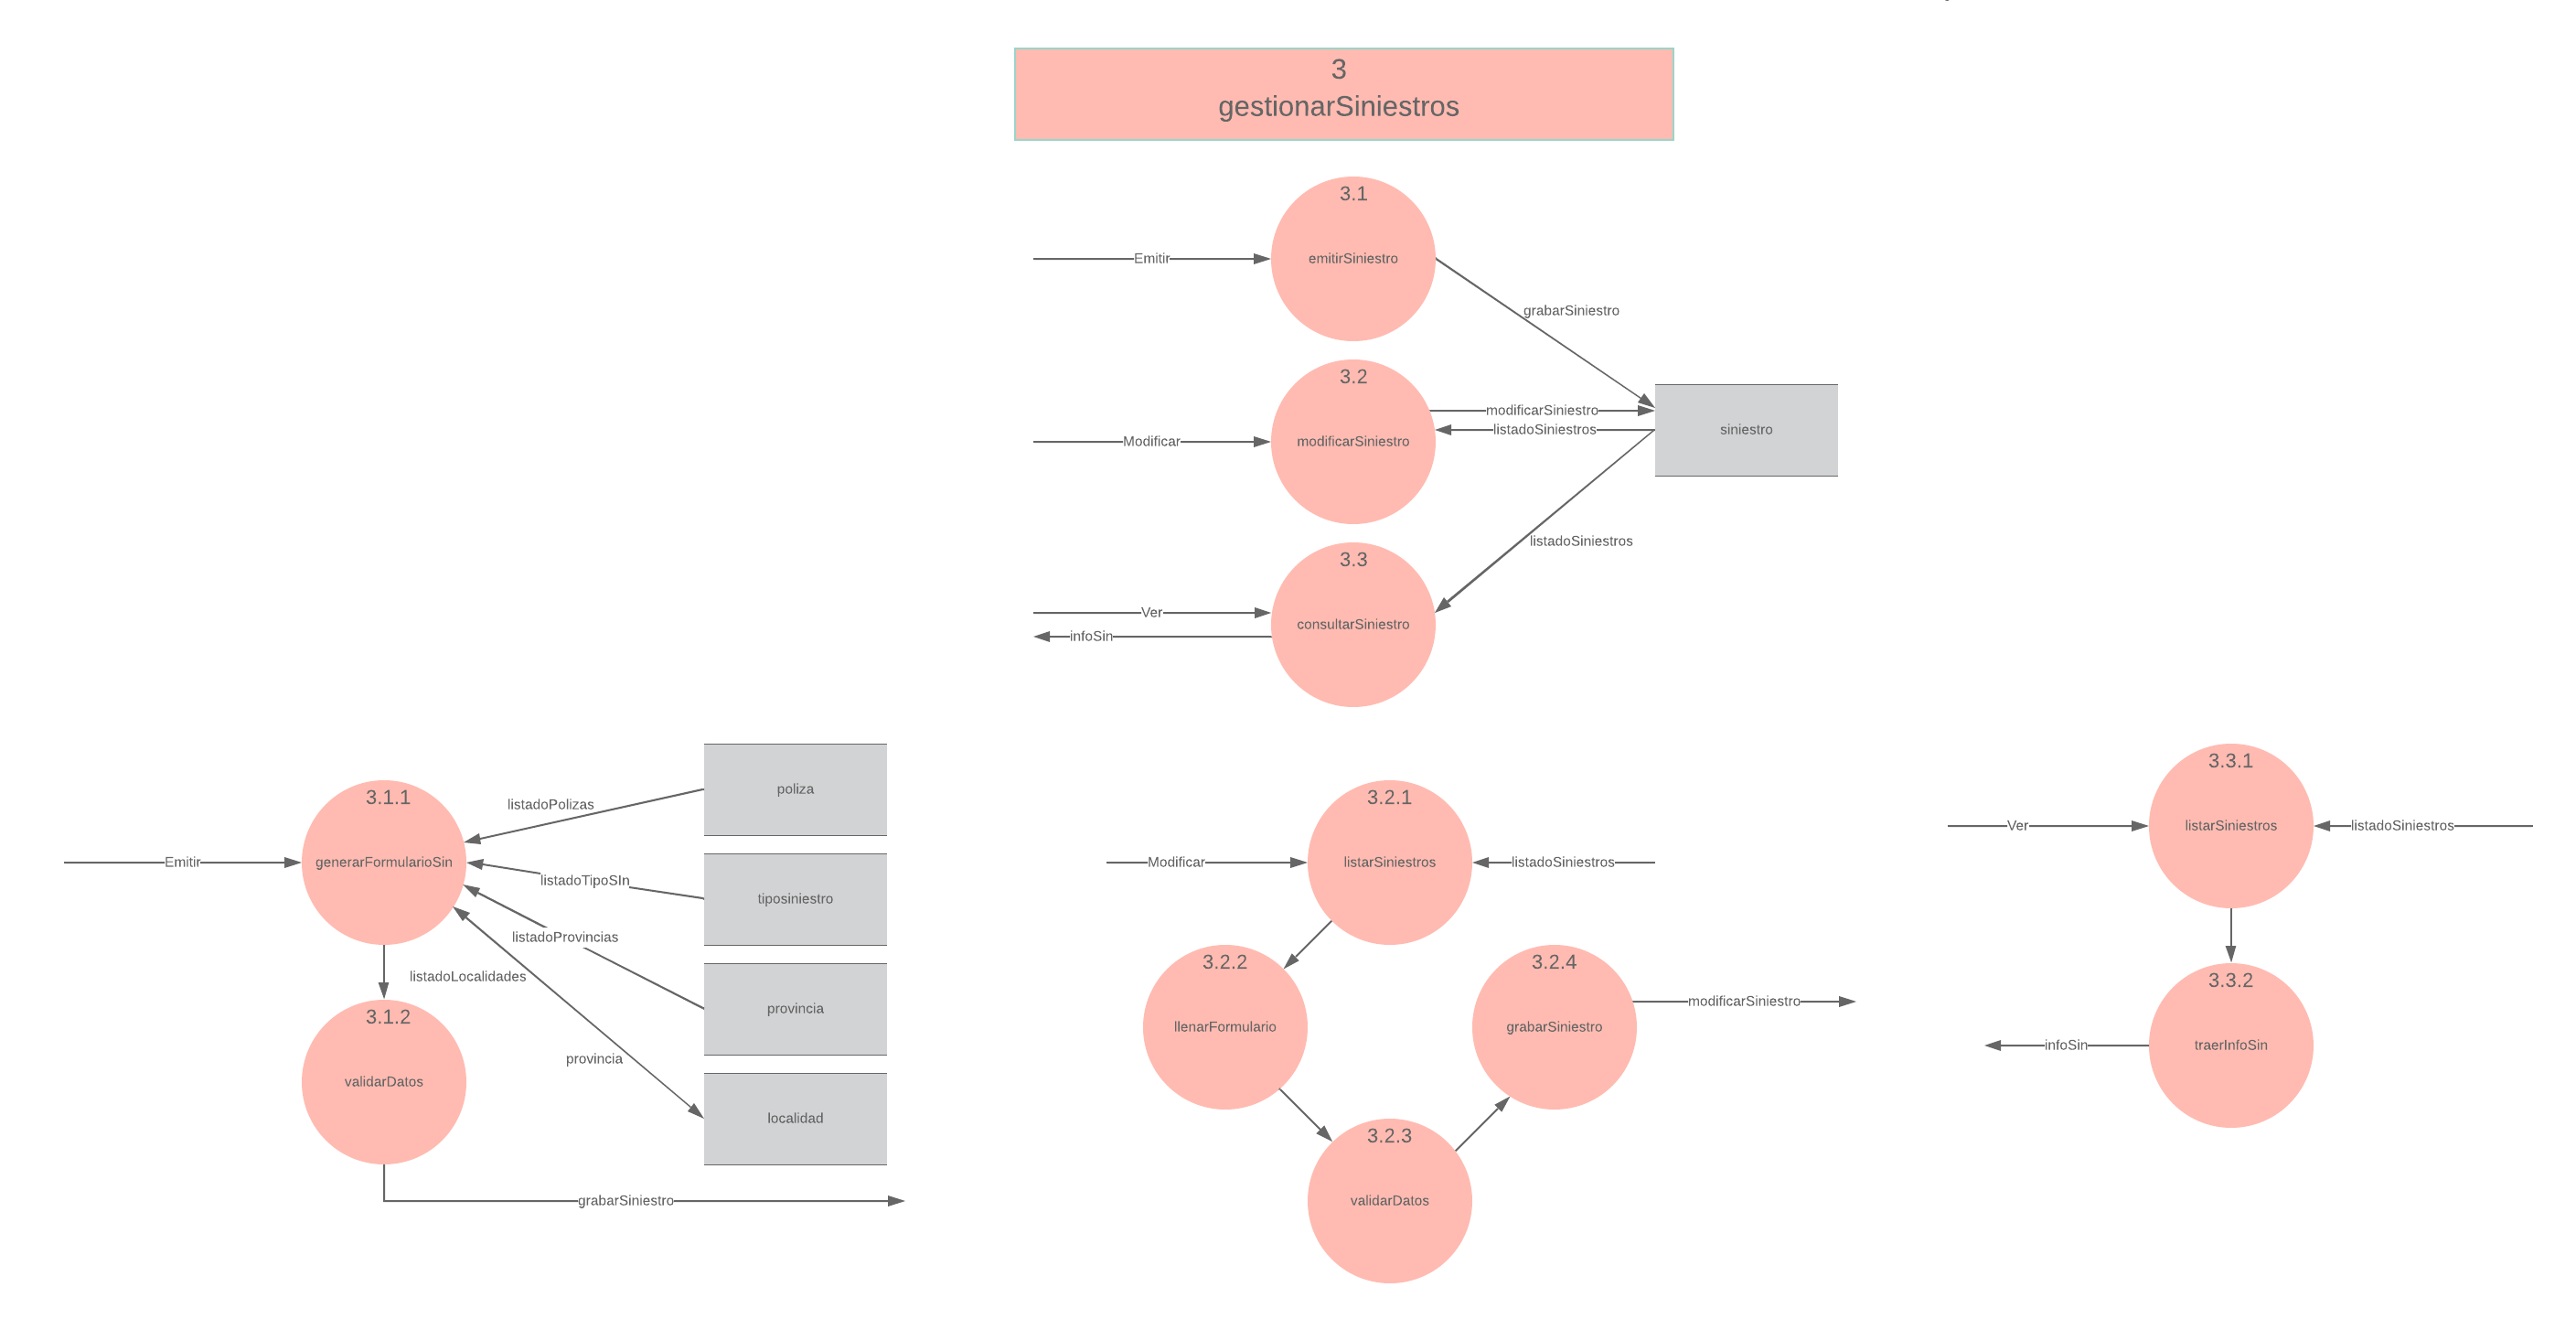 3
gestionarSiniestros
3.1
emitirSiniestro
Emitir
grabarSiniestro
3.2
modificarSiniestro
Modificar
modificarSiniestro
listadoSiniestros
siniestro
3.3
consultarSiniestro
Ver
infoSin
listadoSiniestros
3.1.1
generarFormularioSin
Emitir
listadoPolizas
poliza
listadoTipoSIn
tiposiniestro
listadoProvincias
provincia
listadoLocalidades
provincia
localidad
3.1.2
validarDatos
grabarSiniestro
3.2.1
listarSiniestros
Modificar
listadoSiniestros
3.2.2
llenarFormulario
3.2.4
grabarSiniestro
modificarSiniestro
3.2.3
validarDatos
3.3.1
listarSiniestros
Ver
listadoSiniestros
3.3.2
traerInfoSin
infoSin